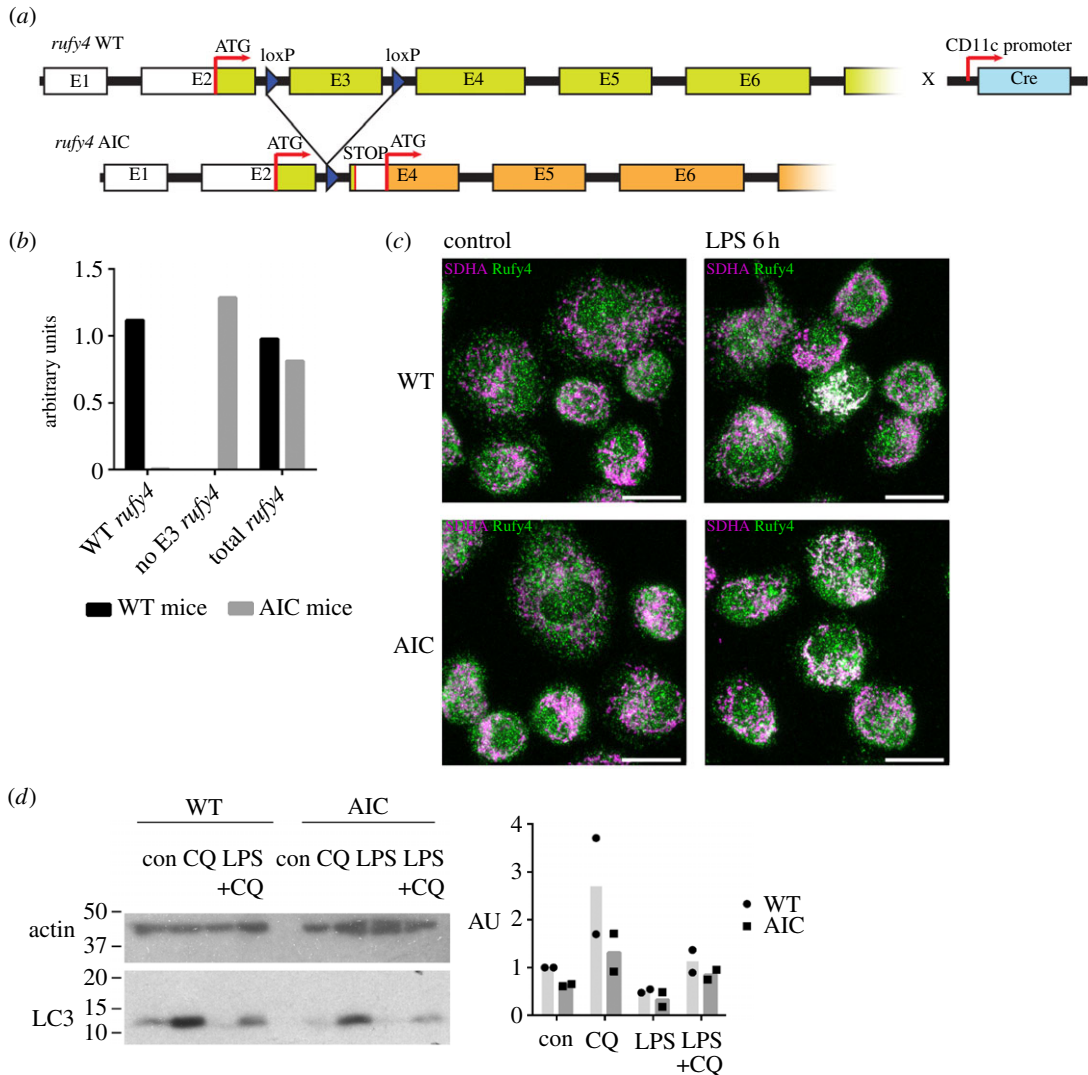 (a)
rufy4 WT
ATG
loxP
loxP
CD11c promoter
E1
E2
E3
E4
E5
E6
X
Cre
rufy4 AIC
ATG
STOP
ATG
E1
E2
E4
E5
E6
(b)
1.5
1.0
0.5
0
arbitrary units
WT rufy4
no E3 rufy4
total rufy4
WT mice
AIC mice
(c)
control
LPS 6 h
SDHA Rufy4
SDHA Rufy4
WT
SDHA Rufy4
SDHA Rufy4
AIC
(d)
WT
AIC
con CQ LPS
+CQ
con CQ LPS LPS
+CQ
50
actin
37
20
LC3
15
10
4
3
AU
2
1
0
con
CQ
LPS
LPS
+CQ
WT
AIC